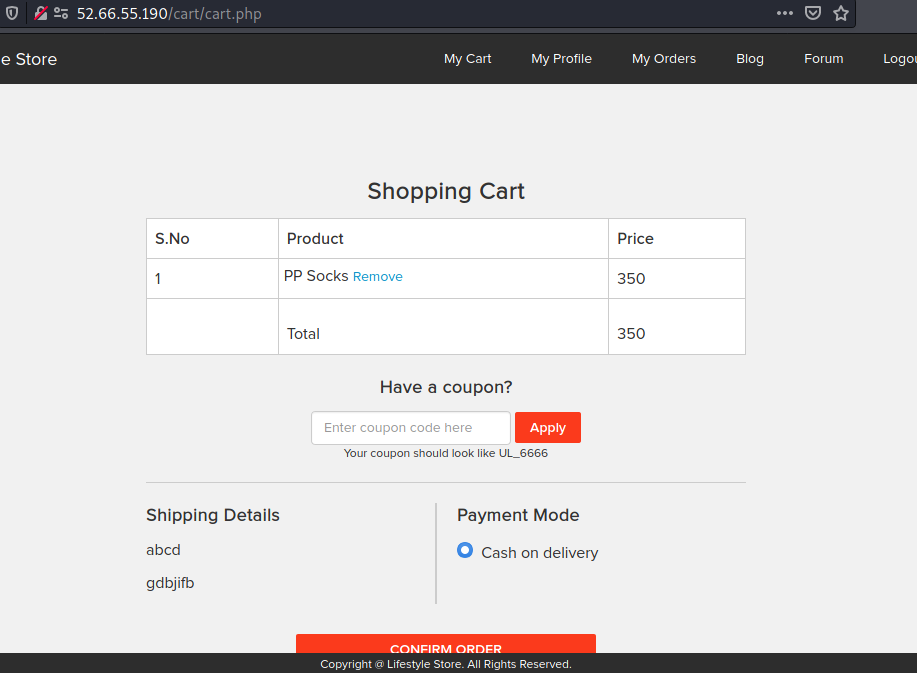 52.66.55.190/cart/cart.php
e Store My Cart My Profile My Orders Blog Forum Logou
Shopping Cart
S.No Product Price
1 PP Socks Remove 350
Total 350
Have a coupon?
Enter coupon code here Apply
Your coupon should look like UL_6666
Shipping Details Payment Mode
abcd Cash on delivery
gdbjifb
CONFIRM ORDER
Copyright @ Lifestyle Store. All Rights Reserved.